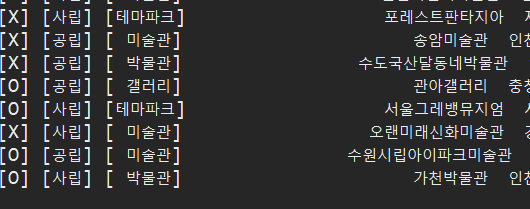 [X] [사립] [테마파크] 포레스트판타지아
[X] [공립] [ 미술관] 송암미술관 인천
[X] [공립] [ 박물관] 수도국산달동네박물관
[O] [공립] [ 갤러리] 관아갤러리 충청
[O] [사립] [테마파크] 서울그레뱅뮤지엄
[X] [사립] [ 미술관] 오랜미래신화미술관
[O] [공립] [ 미술관] 수원시립아이파크미술관
[O] [사립] [ 박물관] 가천박물관 인천